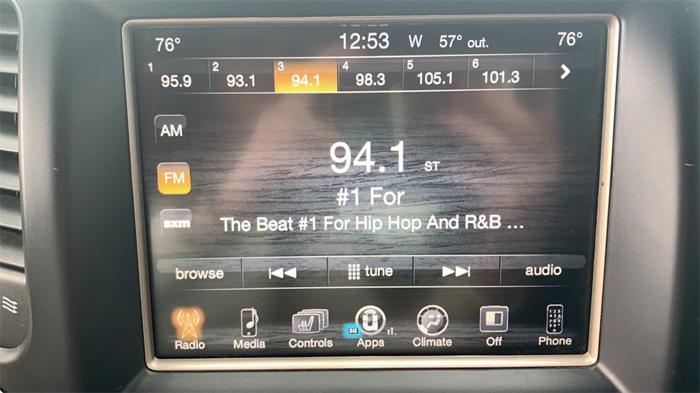 76° 12:53 W 57° out. 76°
1 95.9 2 93.1 3 94.1 4 98.3 5 105.1 6 101.3
AM
94.1 ST
FM
#1 For
sxm
The Beat #1 For Hip Hop And R&B ...
browse tune audio
3G
Radio Media Controls Apps Climate Off Phone